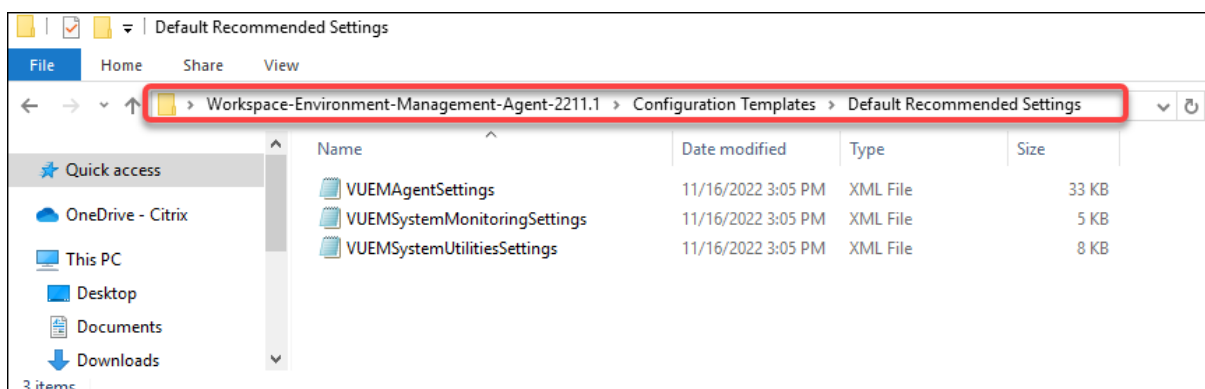 Default Recommended Settings
File Home Share View
Workspace-Environment-Management-Agent-2211.1 > Configuration Templates > Default Recommended Settings
Name Date modified Type Size
Quick access
VUEMAgentSettings 11/16/2022 3:05 PM XML File 33 KB
OneDrive - Citrix
VUEMSystemMonitoringSettings 11/16/2022 3:05 PM XML File 5 KB
VUEMSystemUtilitiesSettings 11/16/2022 3:05 PM XML File 8 KB
This PC
Desktop
Documents
Downloads
3 items